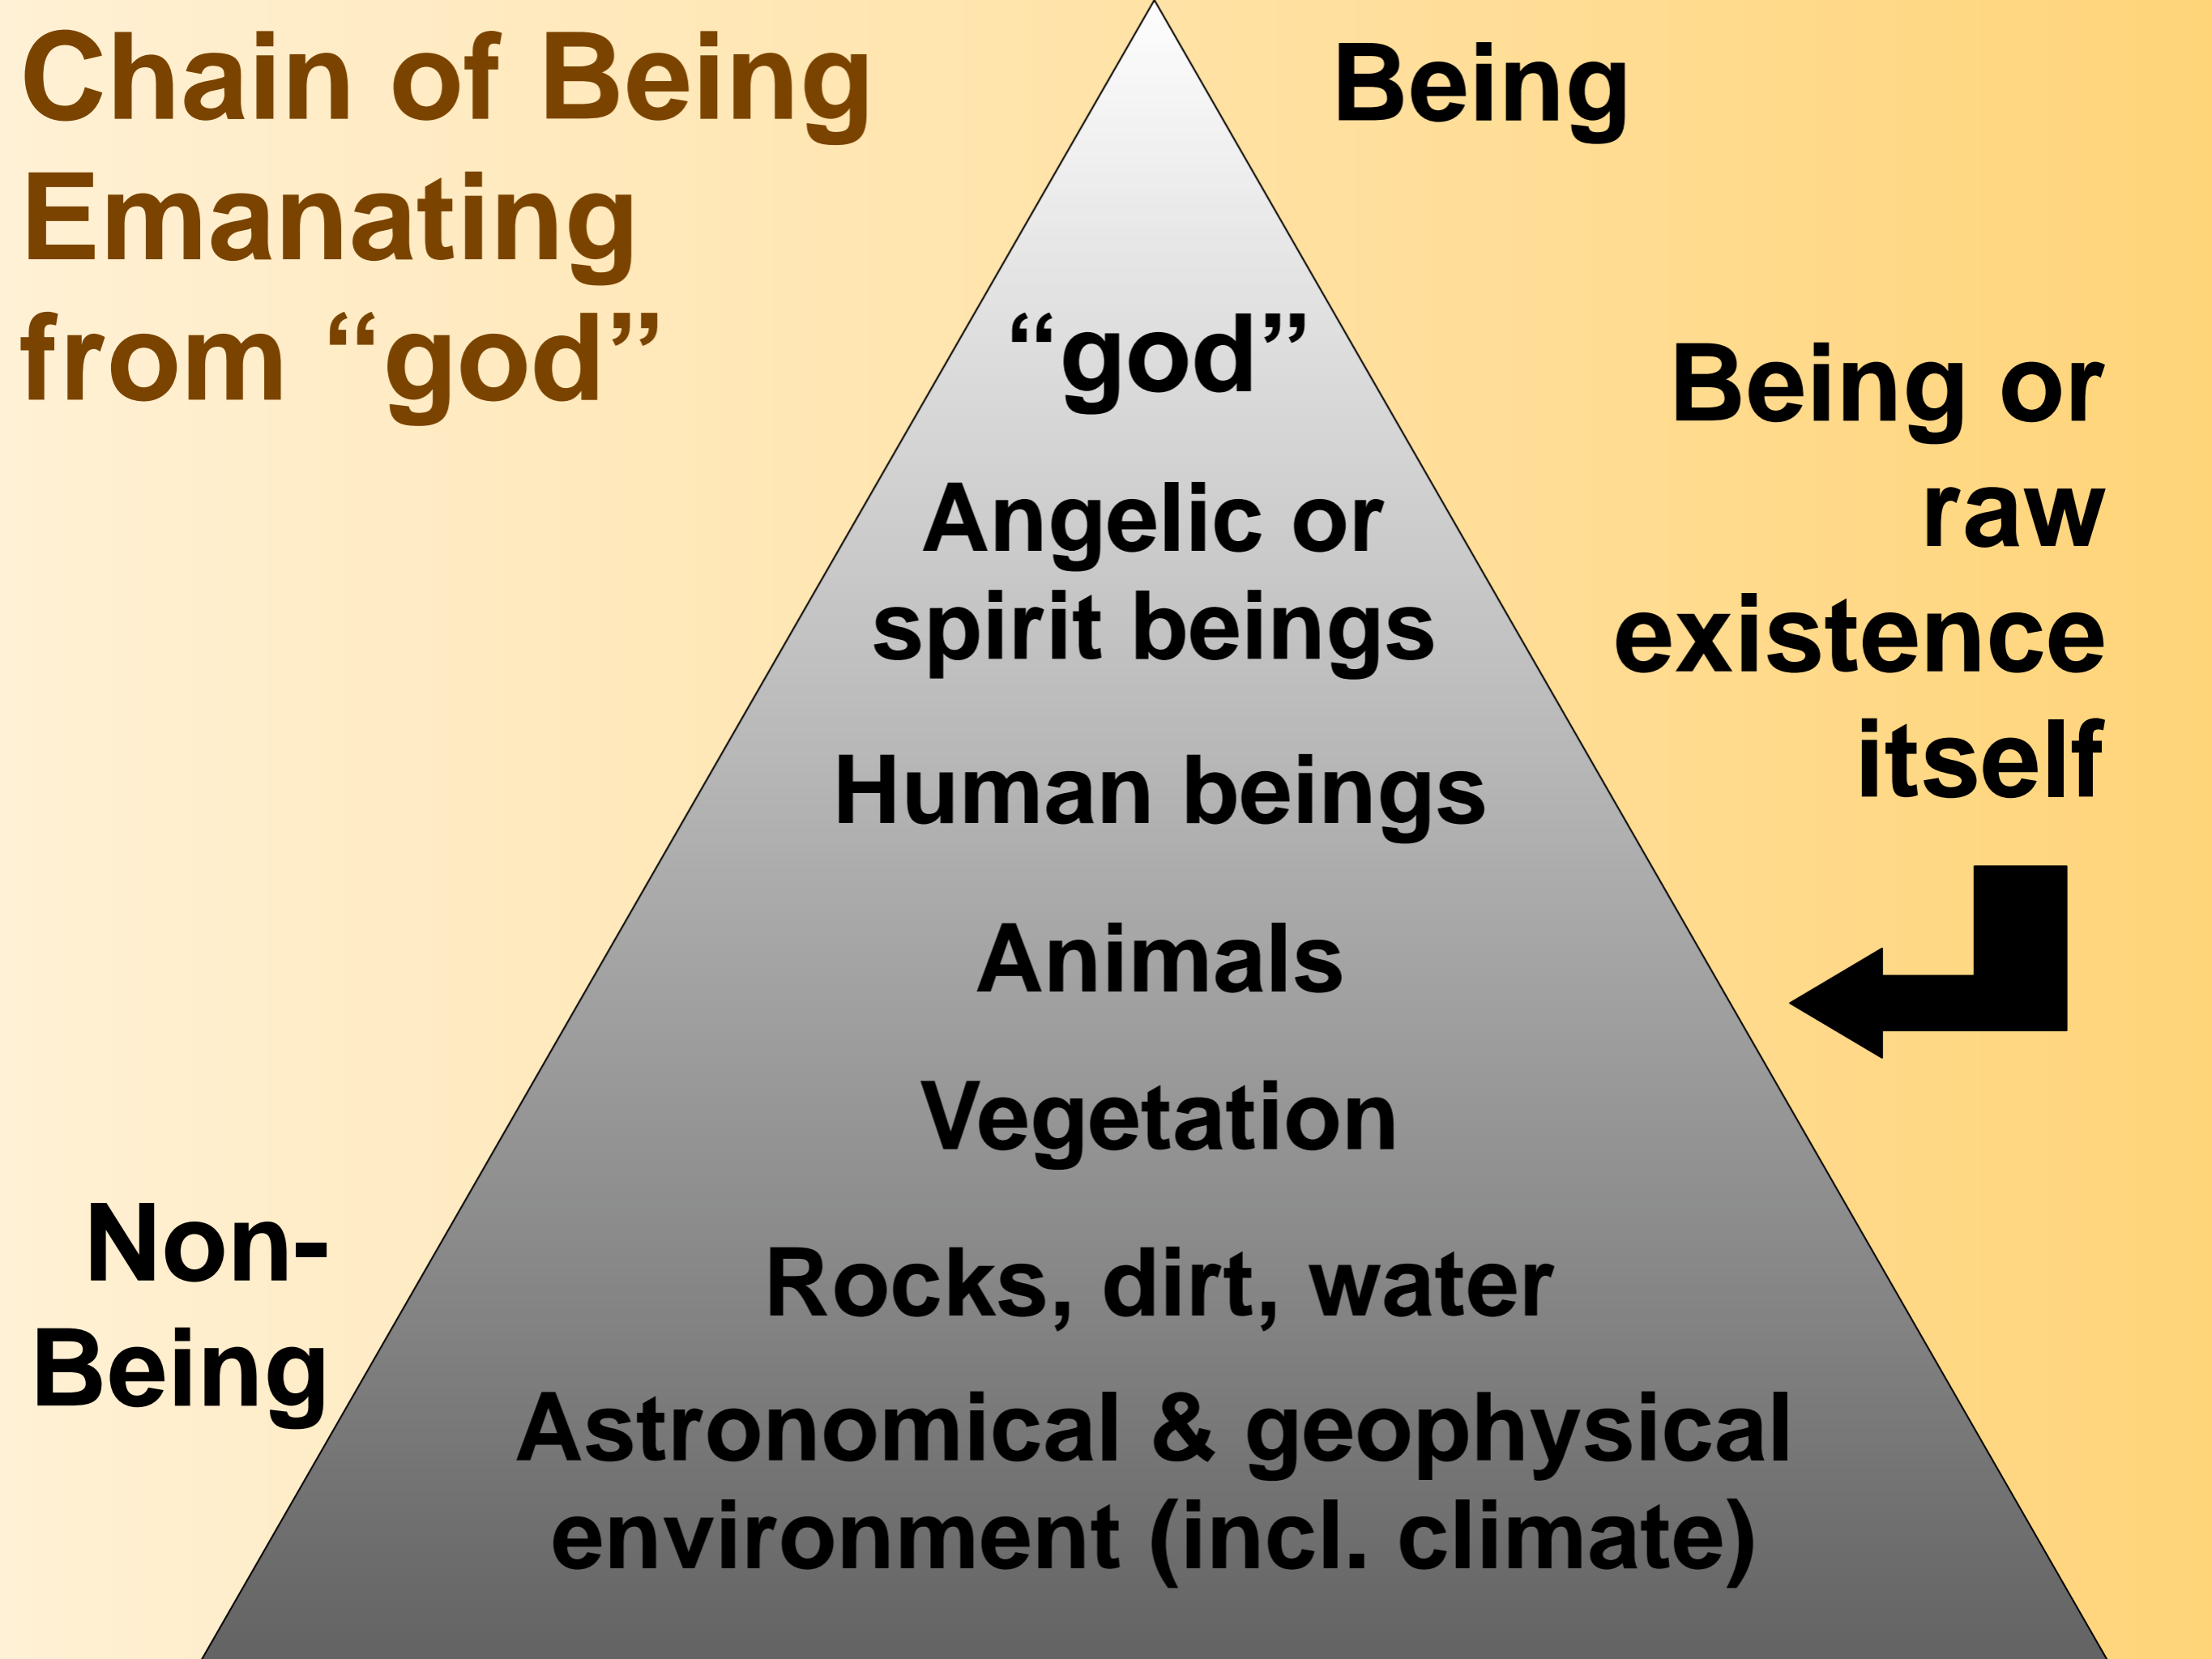 Chain of Being
Emanating
from “god”
Being
“god”
Being or
raw
existence
itself
Angelic or
spirit beings
Human beings
Animals
Vegetation
Non-
Being
Rocks, dirt, water
Astronomical & geophysical
environment (incl. climate)